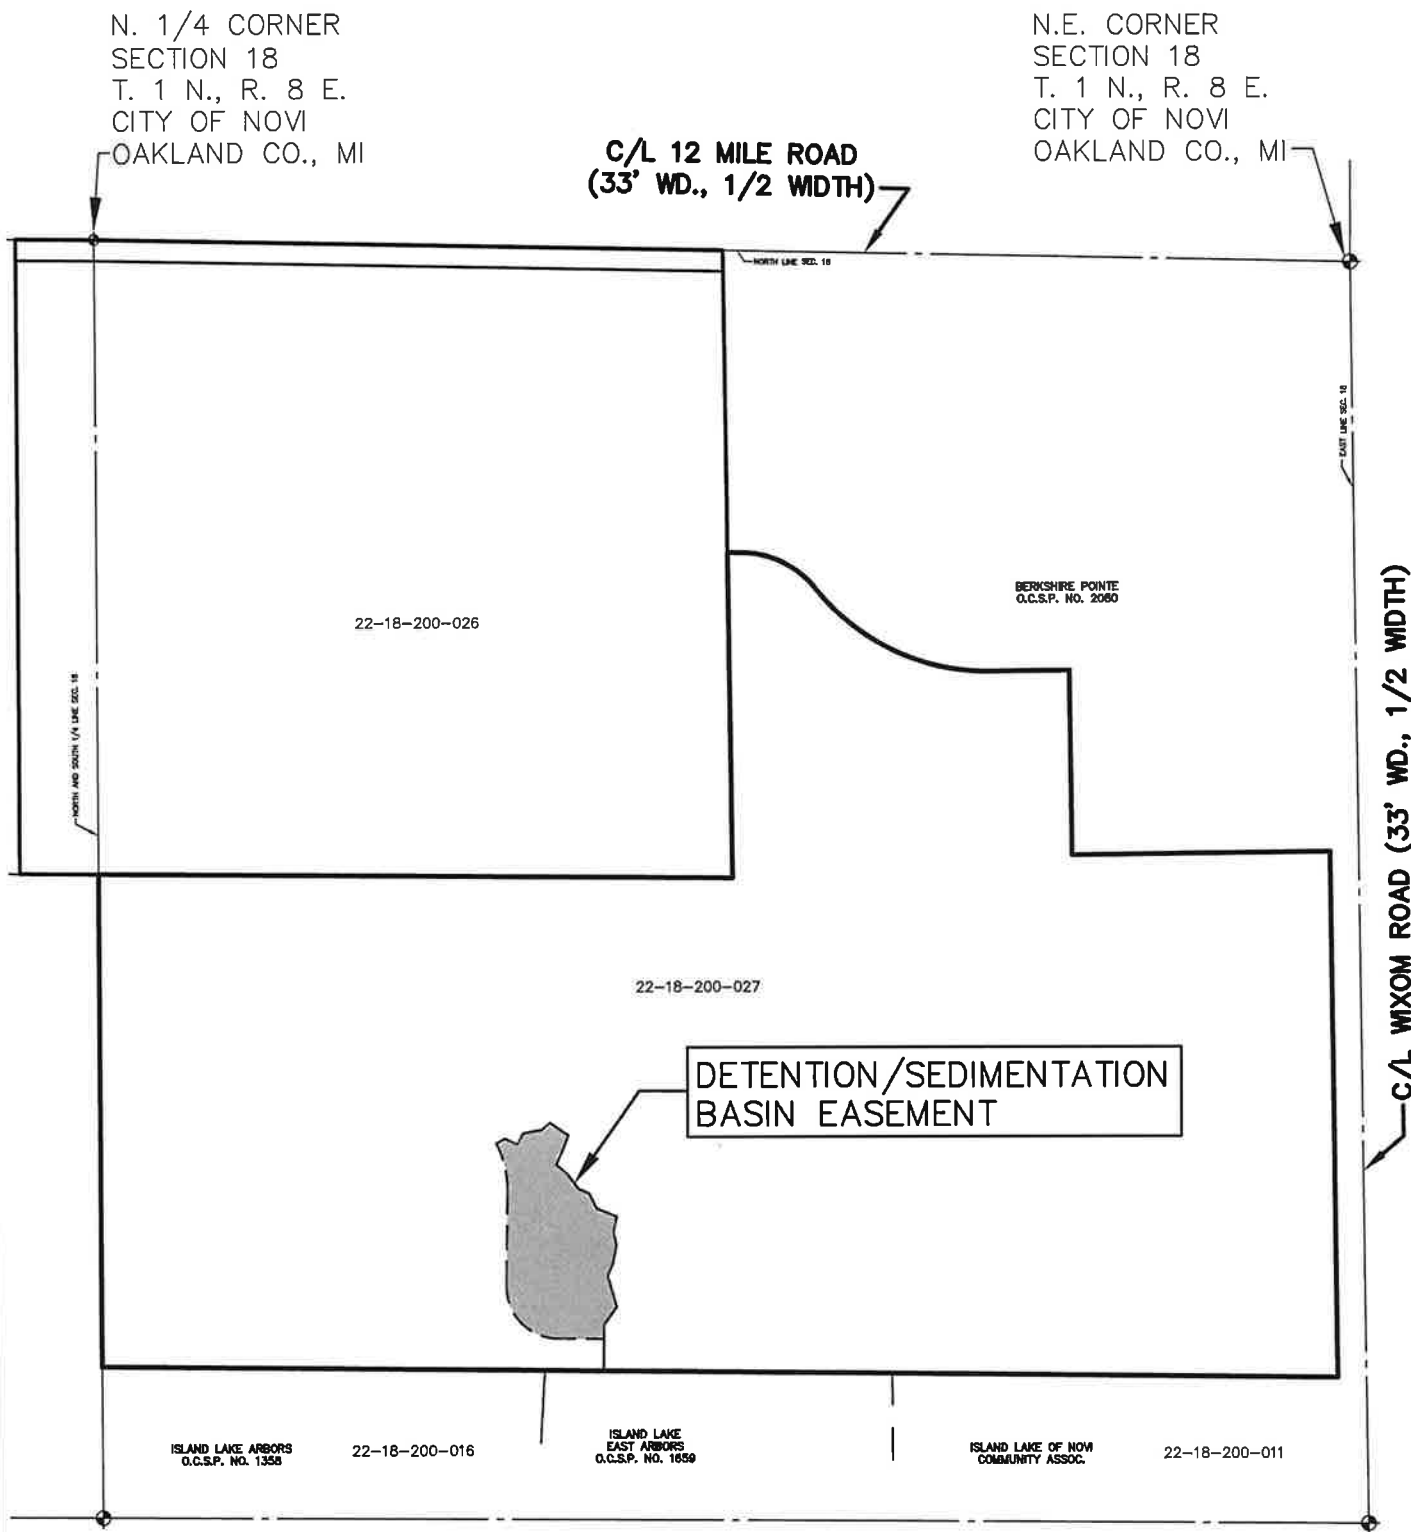 N. 1/4 CORNER
SECTION 18
T. 1 N., R. 8 E.
CITY OF NOVI
OAKLAND CO., MI
N.E. CORNER
SECTION 18
T. 1 N., R. 8 E.
CITY OF NOVI
OAKLAND CO., MI
C/L 12 MILE ROAD
(33' WD., 1/2 WIDTH)
NORTH LINE SEC. 18
EAST LINE SEC. 18
BERKSHIRE POINTE
O.C.S.P. NO. 2060
22-18-200-026
NORTH AND SOUTH 1/4 LINE SEC. 18
C/L WIXOM ROAD (33' WD., 1/2 WIDTH)
22-18-200-027
DETENTION/SEDIMENTATION
BASIN EASEMENT
ISLAND LAKE ARBORS
O.C.S.P. NO. 1358
22-18-200-016
ISLAND LAKE
EAST ARBORS
O.C.S.P. NO. 1659
ISLAND LAKE OF NOVI
COMMUNITY ASSOC.
22-18-200-011